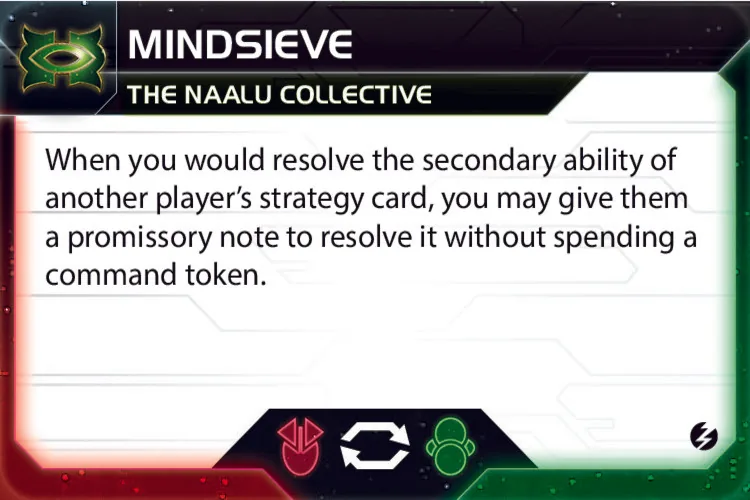 MINDSIEVE
THE NAALU COLLECTIVE
When you would resolve the secondary ability of
another player's strategy card, you may give them
a promissory note to resolve it without spending a
command token.